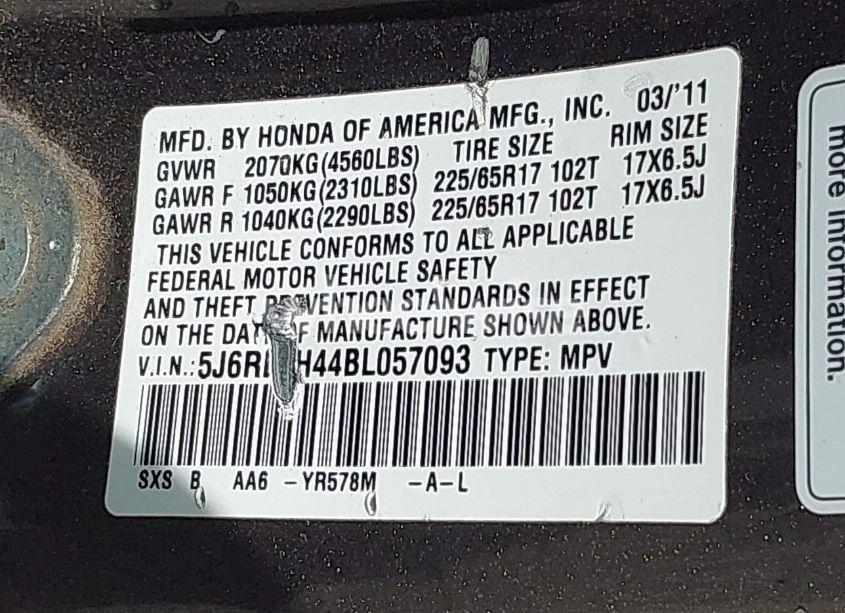 MFD. BY HONDA OF AMERICA MFG., INC. 03/'11
GVWR 2070KG(4560LBS) TIRE SIZE RIM SIZE
GAWR F 1050KG(2310LBS) 225/65R17 102T 17X6.5J
GAWR R 1040KG(2290LBS) 225/65R17 102T 17X6.5J
THIS VEHICLE CONFORMS TO ALL APPLICABLE
FEDERAL MOTOR VEHICLE SAFETY
AND THEFT PREVENTION STANDARDS IN EFFECT
ON THE DATE OF MANUFACTURE SHOWN ABOVE.
V.I.N.: TYPE: MPV
SXS B AA6 -YR578M -A-L
more information.